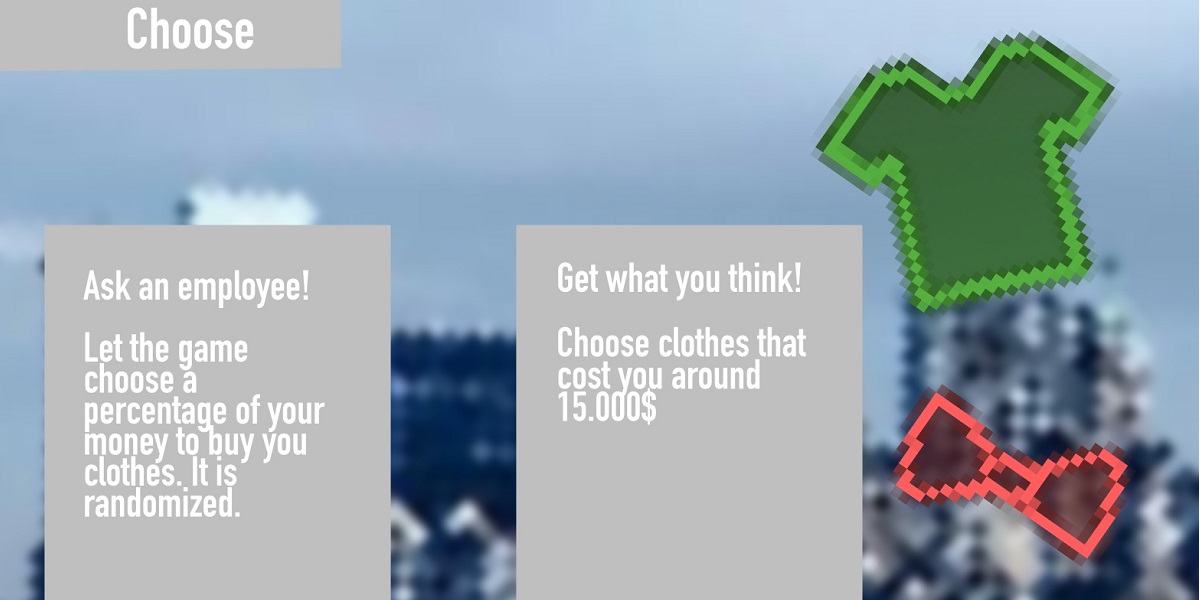 Choose
Ask an employee!
Let the game
choose a
percentage of your
money to buy you
clothes. It is
randomized.
Get what you think!
Choose clothes that
cost you around
15.000$